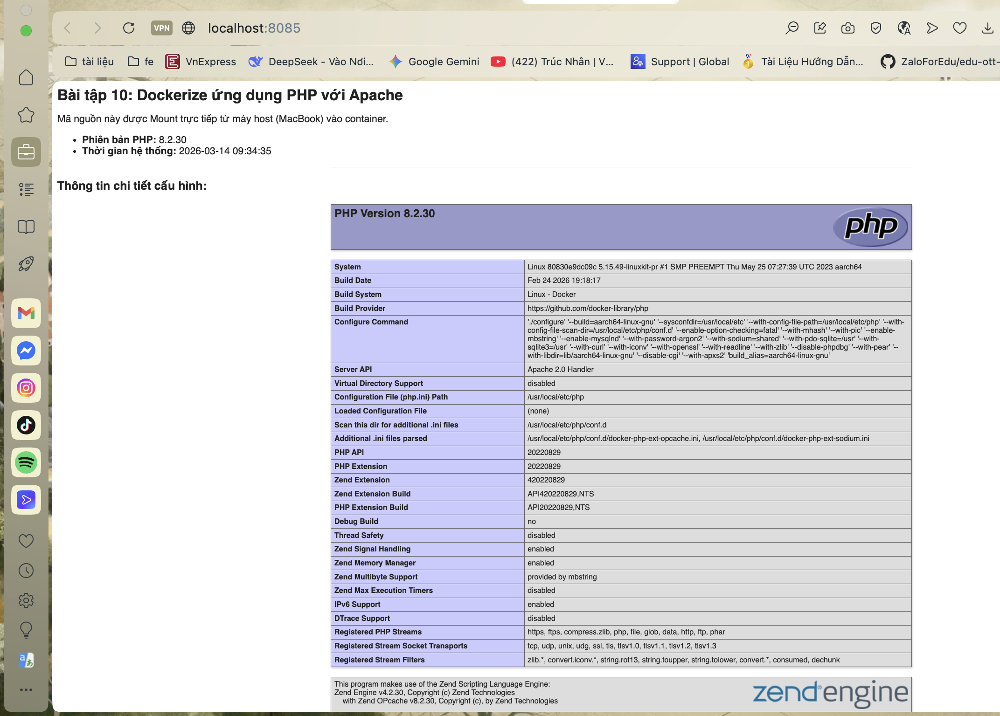 VPN
localhost:8085
tài liệu
fe
VnExpress
DeepSeek - Vào Nơi...
Google Gemini
(422) Trúc Nhân | V...
Support | Global
Tài Liệu Hướng Dẫn...
ZaloForEdu/edu-ott-
Bài tập 10: Dockerize ứng dụng PHP với Apache
Mã nguồn này được Mount trực tiếp từ máy host (MacBook) vào container.
• Phiên bản PHP: 8.2.30
• Thời gian hệ thống: 2026-03-14 09:34:35
Thông tin chi tiết cấu hình:
PHP Version 8.2.30
php
System Linux 80830e9dc09c 5.15.49-linuxkit-pr #1 SMP PREEMPT Thu May 25 07:27:39 UTC 2023 aarch64
Build Date Feb 24 2026 19:18:17
Build System Linux - Docker
Build Provider https://github.com/docker-library/php
Configure Command './configure' '--build=aarch64-linux-gnu' '--sysconfdir=/usr/local/etc' '--with-config-file-path=/usr/local/etc/php' '--with-
config-file-scan-dir=/usr/local/etc/php/conf.d' '--enable-option-checking=fatal' '--with-mhash' '--with-pic' '--enable-
mbstring' '--enable-mysqlnd' '--with-password-argon2' '--with-sodium=shared' '--with-pdo-sqlite=/usr' '--with-
sqlite3=/usr' '--with-curl' '--with-iconv' '--with-openssl' '--with-readline' '--with-zlib' '--disable-phpdbg' '--with-pear' '--
with-libdir=lib/aarch64-linux-gnu' '--disable-cgi' '--with-apxs2' 'build_alias=aarch64-linux-gnu'
Server API Apache 2.0 Handler
Virtual Directory Support disabled
Configuration File (php.ini) Path /usr/local/etc/php
Loaded Configuration File (none)
Scan this dir for additional .ini files /usr/local/etc/php/conf.d
Additional .ini files parsed /usr/local/etc/php/conf.d/docker-php-ext-opcache.ini, /usr/local/etc/php/conf.d/docker-php-ext-sodium.ini
PHP API 20220829
PHP Extension 20220829
Zend Extension 420220829
Zend Extension Build API420220829,NTS
PHP Extension Build API20220829,NTS
Debug Build no
Thread Safety disabled
Zend Signal Handling enabled
Zend Memory Manager enabled
Zend Multibyte Support provided by mbstring
Zend Max Execution Timers disabled
IPv6 Support enabled
DTrace Support disabled
Registered PHP Streams https, ftps, compress.zlib, php, file, glob, data, http, ftp, phar
Registered Stream Socket Transports tcp, udp, unix, udg, ssl, tls, tlsv1.0, tlsv1.1, tlsv1.2, tlsv1.3
Registered Stream Filters zlib.*, convert.iconv.*, string.rot13, string.toupper, string.tolower, convert.*, consumed, dechunk
This program makes use of the Zend Scripting Language Engine:
Zend Engine v4.2.30, Copyright (c) Zend Technologies
with Zend OPcache v8.2.30, Copyright (c), by Zend Technologies
zend engine